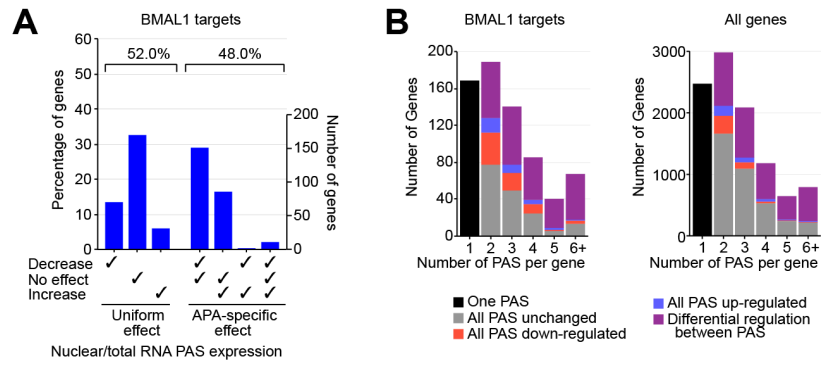 A
BMAL1 targets
Percentage of genes
60
50
40
30
20
10
0
52.0%
48.0%
200
150
100
50
0
Number of genes
Decrease ✓ ✓ ✓ ✓
No effect ✓ ✓ ✓ ✓
Increase ✓ ✓ ✓ ✓
Uniform
effect
APA-specific
effect
Nuclear/total RNA PAS expression
B
BMAL1 targets
Number of Genes
200
160
120
80
40
0
1 2 3 4 5 6+
Number of PAS per gene
All genes
Number of Genes
3000
2000
1000
0
1 2 3 4 5 6+
Number of PAS per gene
One PAS
All PAS unchanged
All PAS down-regulated
All PAS up-regulated
Differential regulation
between PAS